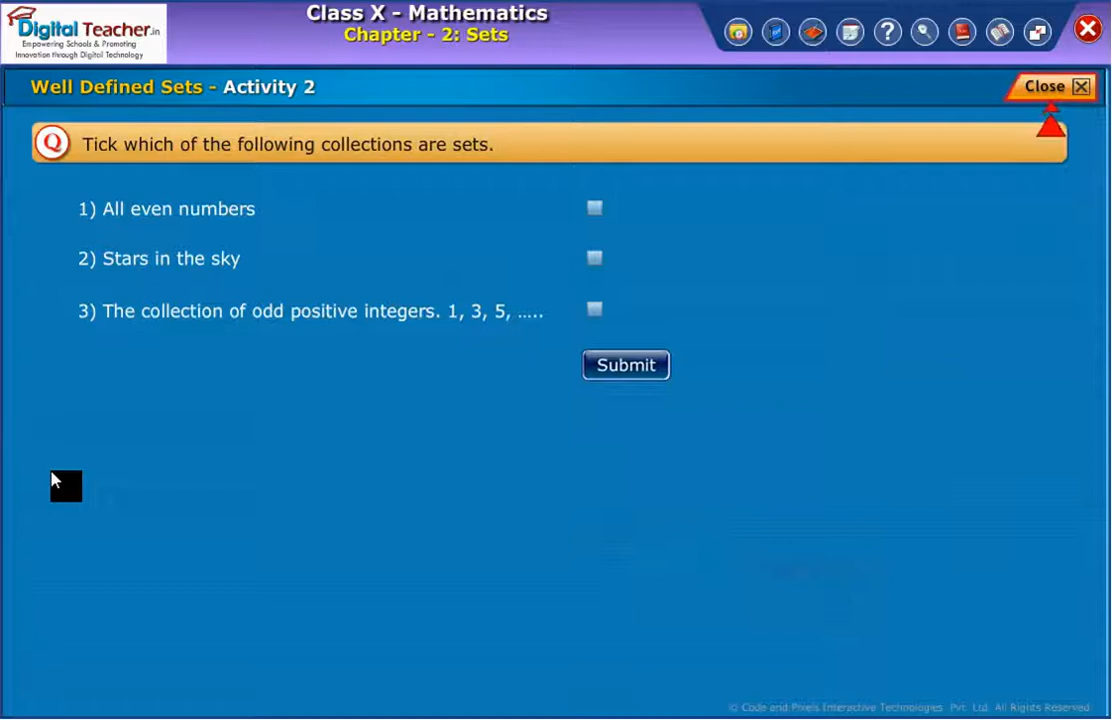 Digital Teacher.in
Empowering Schools & Promoting
Innovation through Digital Technology
Class X - Mathematics
Chapter - 2: Sets
Well Defined Sets - Activity 2
Close
Q Tick which of the following collections are sets.
1) All even numbers
2) Stars in the sky
3) The collection of odd positive integers. 1, 3, 5, .....
Submit
© Code and Pixels Interactive Technologies. Pvt. Ltd. All Rights Reserved